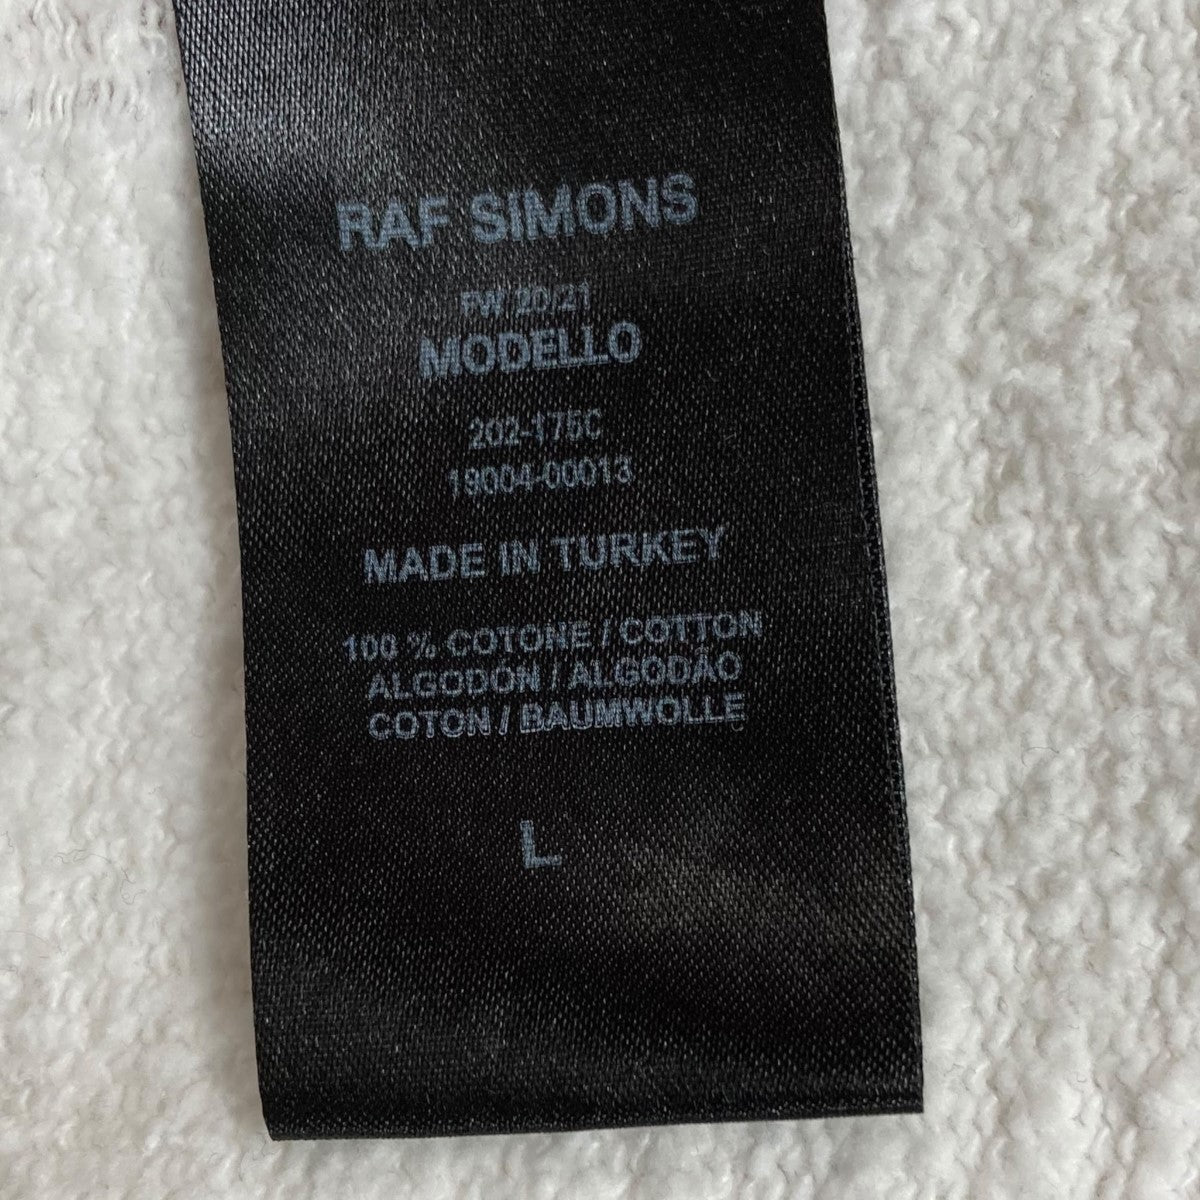 RAF SIMONS
FW 20/21
MODELLO
202-175C
19004-00013
MADE IN TURKEY
100 % COTONE / COTTON
ALGODÓN / ALGODÃO
COTON / BAUMWOLLE
L